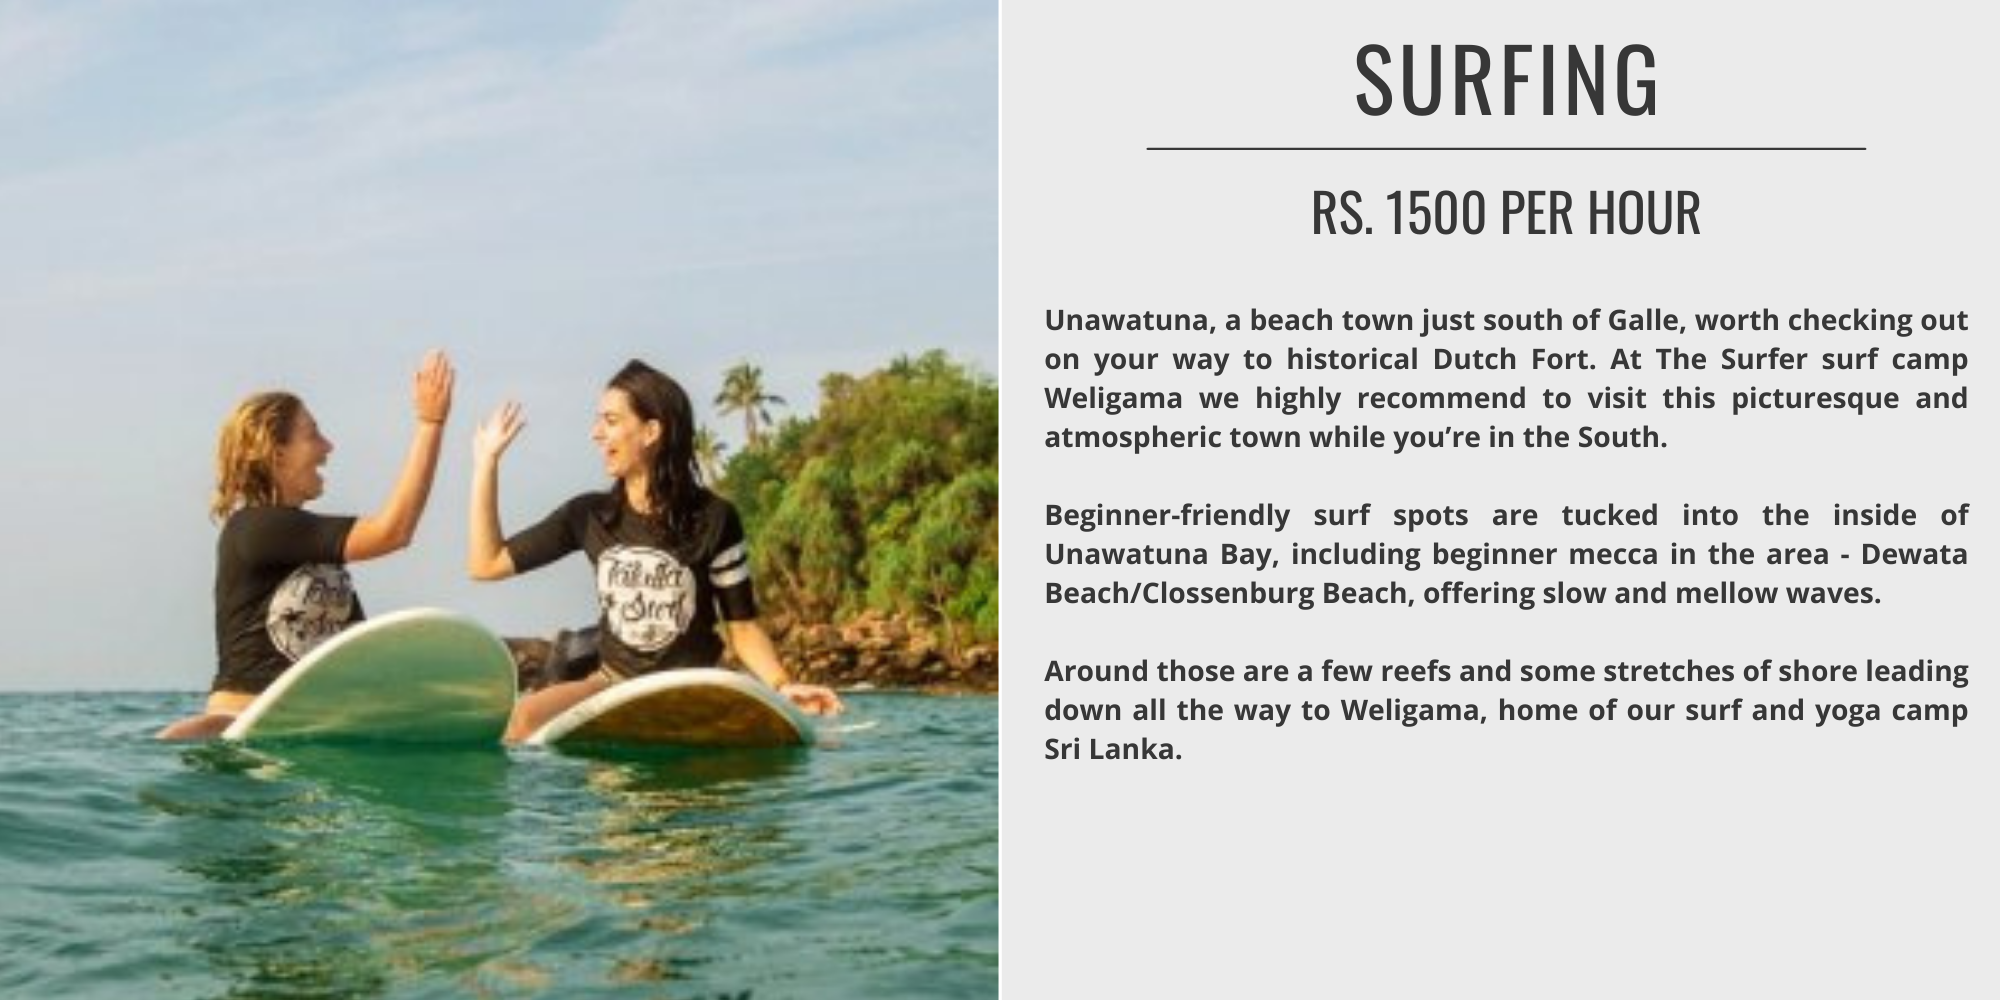 SURFING
RS. 1500 PER HOUR
Unawatuna, a beach town just south of Galle, worth checking out
on your way to historical Dutch Fort. At The Surfer surf camp
Weligama we highly recommend to visit this picturesque and
atmospheric town while you’re in the South.
Beginner-friendly surf spots are tucked into the inside of
Unawatuna Bay, including beginner mecca in the area - Dewata
Beach/Clossenburg Beach, offering slow and mellow waves.
Around those are a few reefs and some stretches of shore leading
down all the way to Weligama, home of our surf and yoga camp
Sri Lanka.
Surf